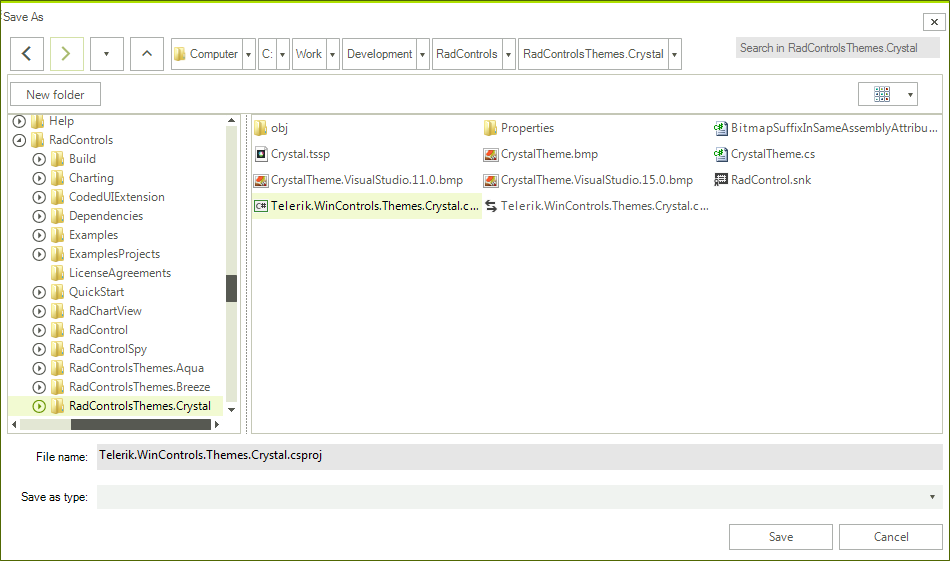 Save As
Computer C: Work Development RadControls RadControlsThemes.Crystal
Search in RadControlsThemes.Crystal
New folder
Help
RadControls
Build
Charting
CodedUIExtension
Dependencies
Examples
ExamplesProjects
LicenseAgreements
QuickStart
RadChartView
RadControl
RadControlSpy
RadControlsThemes.Aqua
RadControlsThemes.Breeze
RadControlsThemes.Crystal
obj Properties BitmapSuffixInSameAssemblyAttribu...
Crystal.tssp CrystalTheme.bmp CrystalTheme.cs
CrystalTheme.VisualStudio.11.0.bmp CrystalTheme.VisualStudio.15.0.bmp RadControl.snk
C# Telerik.WinControls.Themes.Crystal.c... Telerik.WinControls.Themes.Crystal.c...
File name: Telerik.WinControls.Themes.Crystal.csproj
Save as type:
Save Cancel